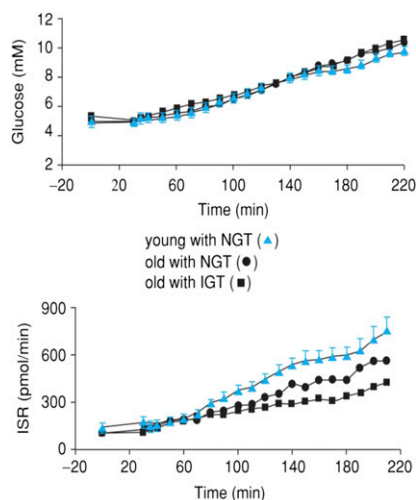 Glucose (mM)
12
10
8
6
4
2
−20 20 60 100 140 180 220
Time (min)
young with NGT (▲)
old with NGT (●)
old with IGT (■)
ISR (pmol/min)
900
600
300
0
−20 20 60 100 140 180 220
Time (min)